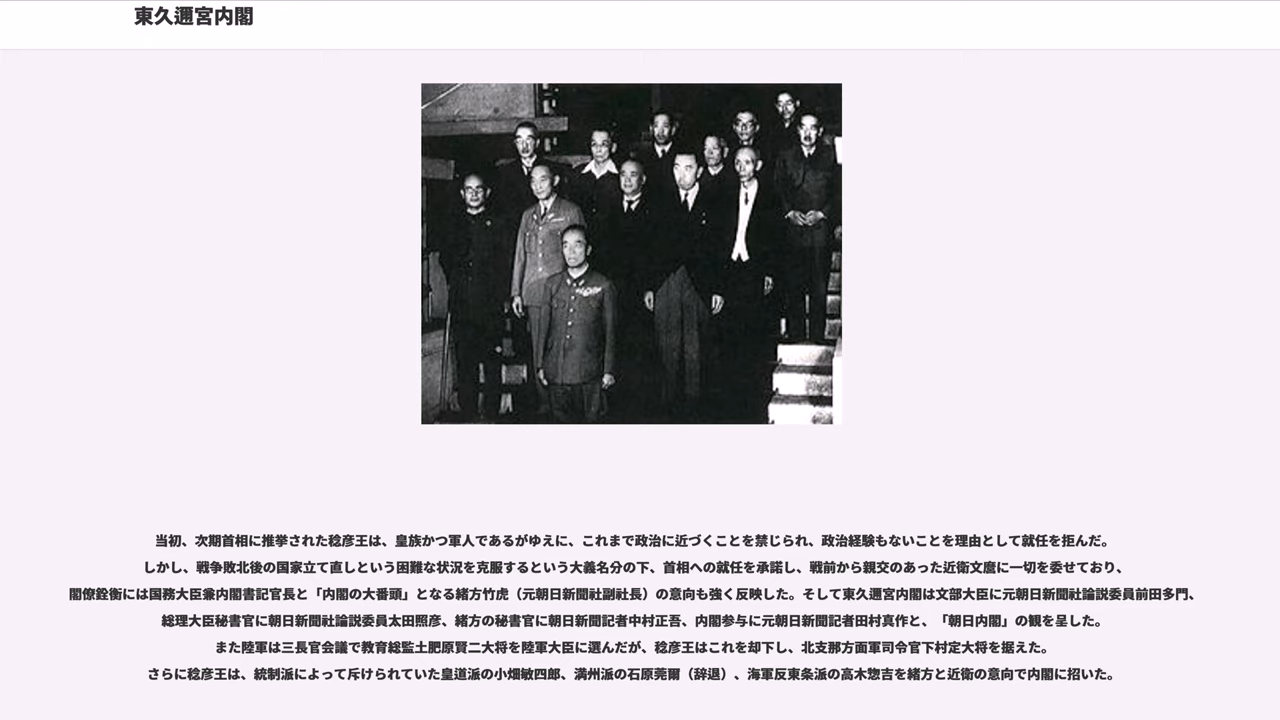 東久邇宮内閣
当初、次期首相に推挙された稔彦王は、皇族かつ軍人であるがゆえに、これまで政治に近づくことを禁じられ、政治経験もないことを理由として就任を拒んだ。
しかし、戦争敗北後の国家立て直しという困難な状況を克服するという大義名分の下、首相への就任を承諾し、戦前から親交のあった近衛文麿に一切を委せており、
閣僚銓衡には国務大臣兼内閣書記官長と「内閣の大番頭」となる緒方竹虎（元朝日新聞社副社長）の意向も強く反映した。そして東久邇宮内閣は文部大臣に元朝日新聞社論説委員前田多門、
総理大臣秘書官に朝日新聞社論説委員太田照彦、緒方の秘書官に朝日新聞記者中村正吾、内閣参与に元朝日新聞記者田村真作と、「朝日内閣」の観を呈した。
また陸軍は三長官会議で教育総監土肥原賢二大将を陸軍大臣に選んだが、稔彦王はこれを却下し、北支那方面軍司令官下村定大将を据えた。
さらに稔彦王は、統制派によって斥けられていた皇道派の小畑敏四郎、満州派の石原莞爾（辞退）、海軍反東条派の高木惣吉を緒方と近衛の意向で内閣に招いた。